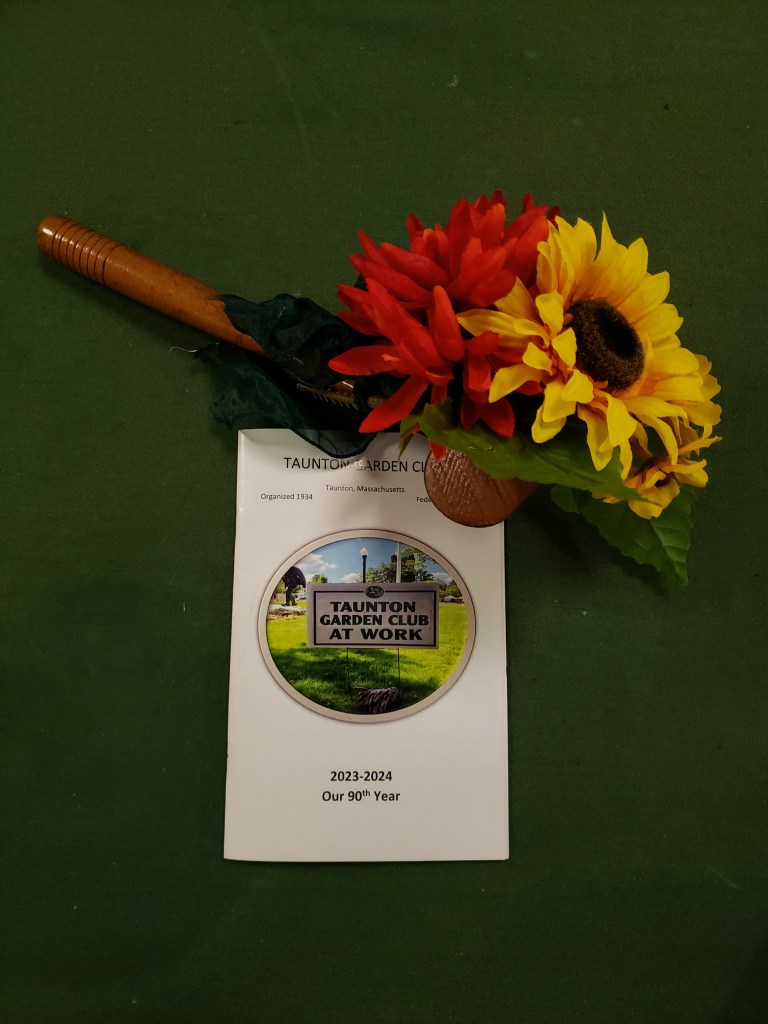 TAUNTON GARDEN
Taunton, Massachusetts
Organized 1934
TAUNTON
GARDEN CLUB
AT WORK
2023-2024
Our 90th Year